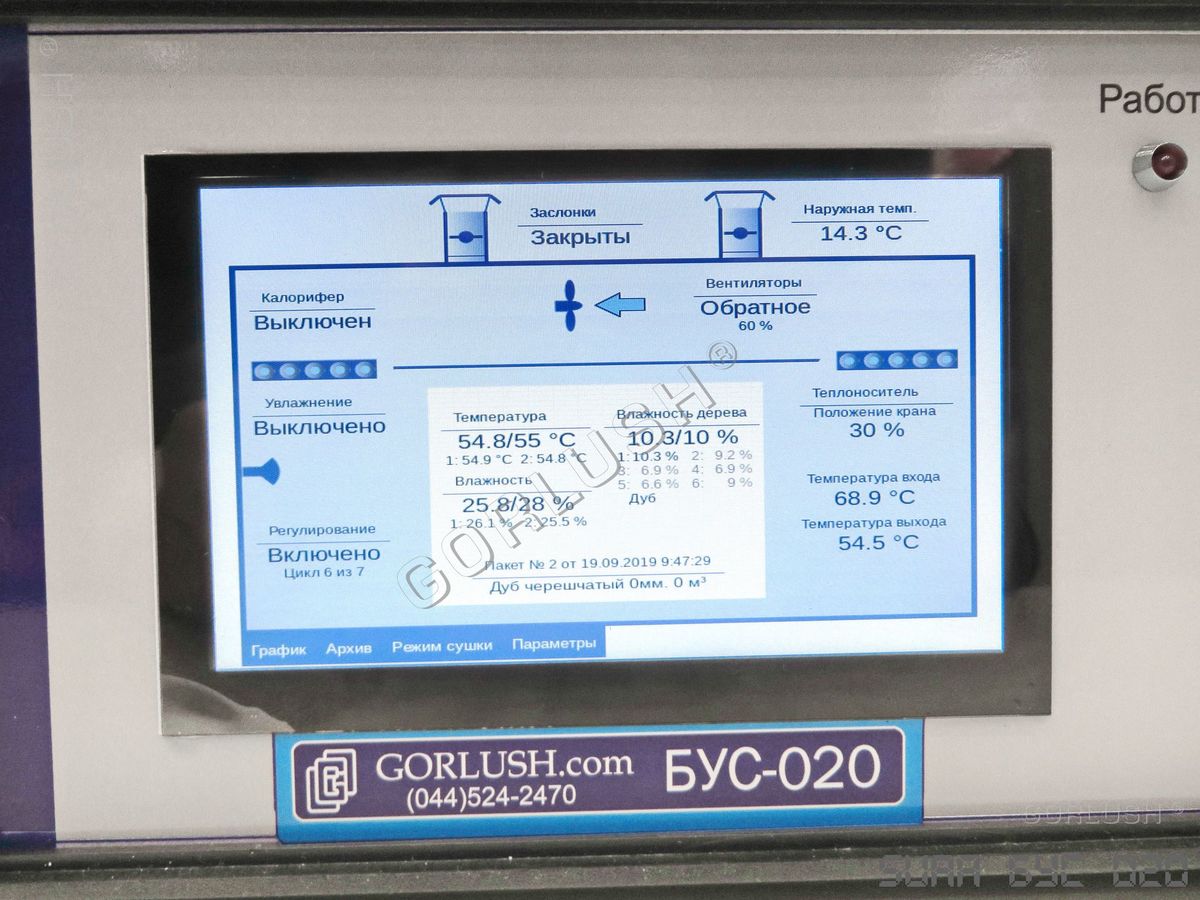 Работ
Заслонки
Закрыты
Наружная темп.
14.3 °C
Калорифер
Выключен
Вентиляторы
Обратное
60 %
Увлажнение
Выключено
Температура
54.8/55 °C
1: 54.9 °C 2: 54.8 °C
Влажность
25.8/28 %
1: 26.1 % 2: 25.5 %
Влажность дерева
10.3/10 %
1: 10.3 % 2: 9.2 %
3: 6.9 % 4: 6.9 %
5: 6.6 % 6: 9 %
Дуб
Теплоноситель
Положение крана
30 %
Температура входа
68.9 °C
Температура выхода
54.5 °C
Регулирование
Включено
Цикл 6 из 7
Пакет № 2 от 19.09.2019 9:47:29
Дуб черешчатый 0мм. 0 м³
GORLUSH®
График Архив Режим сушки Параметры
GORLUSH.com БУС-020
(044)524-2470
GORLUSH®